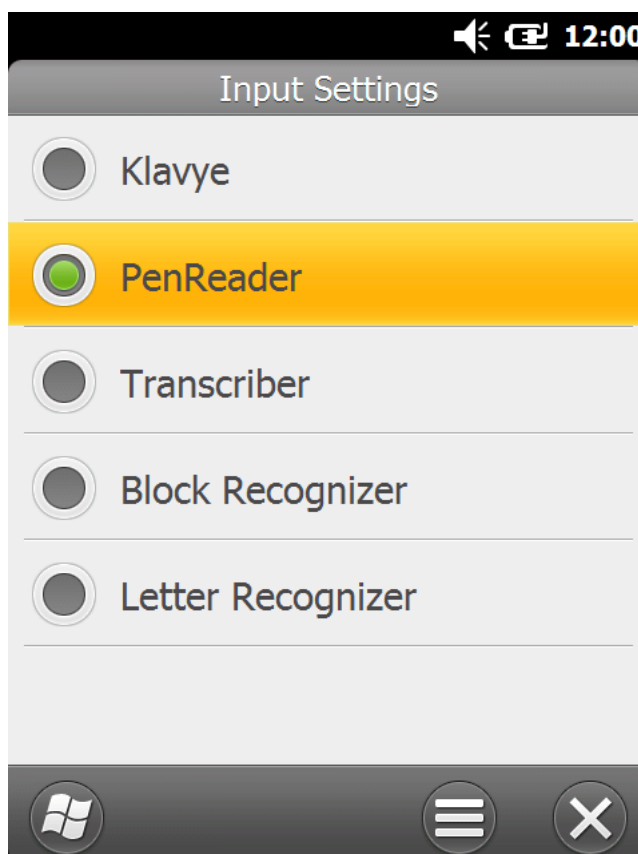 12:00
Input Settings
Klavye
PenReader
Transcriber
Block Recognizer
Letter Recognizer